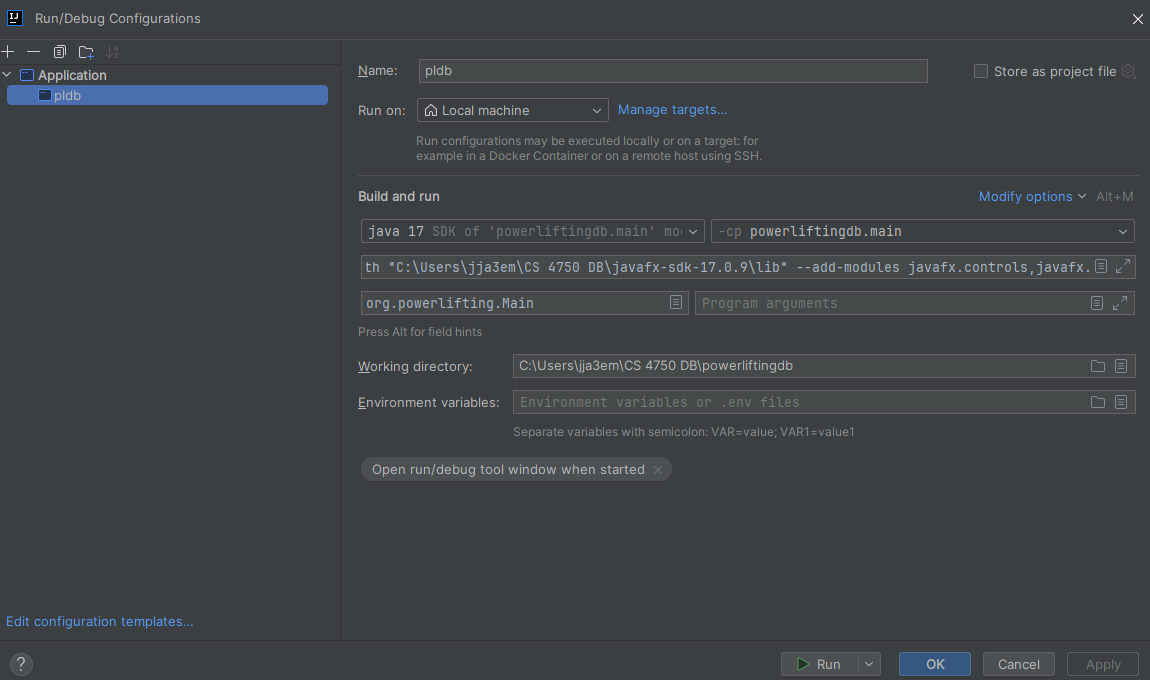 Run/Debug Configurations
Application
pldb
Name: pldb Store as project file
Run on: Local machine Manage targets...
Run configurations may be executed locally or on a target: for
example in a Docker Container or on a remote host using SSH.
Build and run Modify options Alt+M
java 17 SDK of 'powerliftingdb.main' mo -cp powerliftingdb.main
th "C:\Users\jja3em\CS 4750 DB\javafx-sdk-17.0.9\lib" --add-modules javafx.controls,javafx.
org.powerlifting.Main Program arguments
Press Alt for field hints
Working directory: C:\Users\jja3em\CS 4750 DB\powerliftingdb
Environment variables: Environment variables or .env files
Separate variables with semicolon: VAR=value; VAR1=value1
Open run/debug tool window when started ×
Edit configuration templates...
? Run OK Cancel Apply